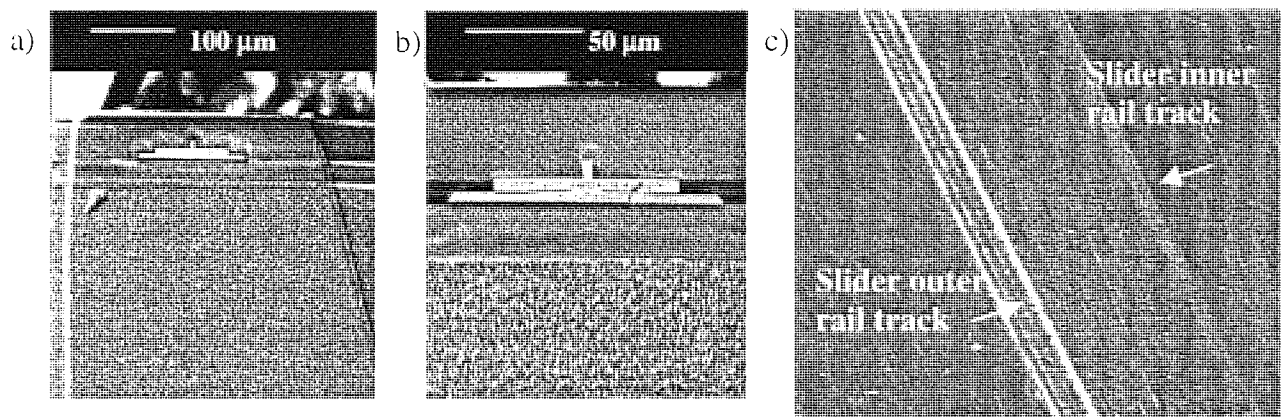 a)
100 µm
b)
50 µm
c)
Slider inner
rail track
Slider outer
rail track